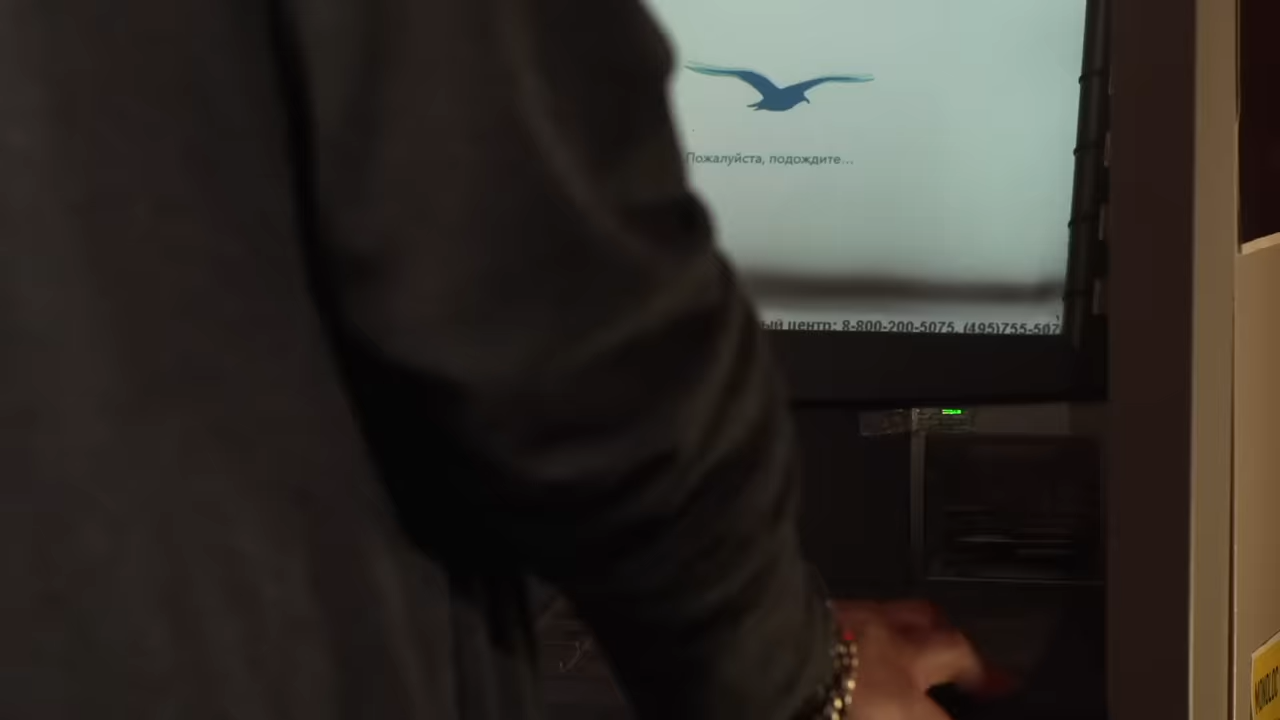 Пожалуйста, подождите...
центр: 8-800-200-5075, (495)755-507